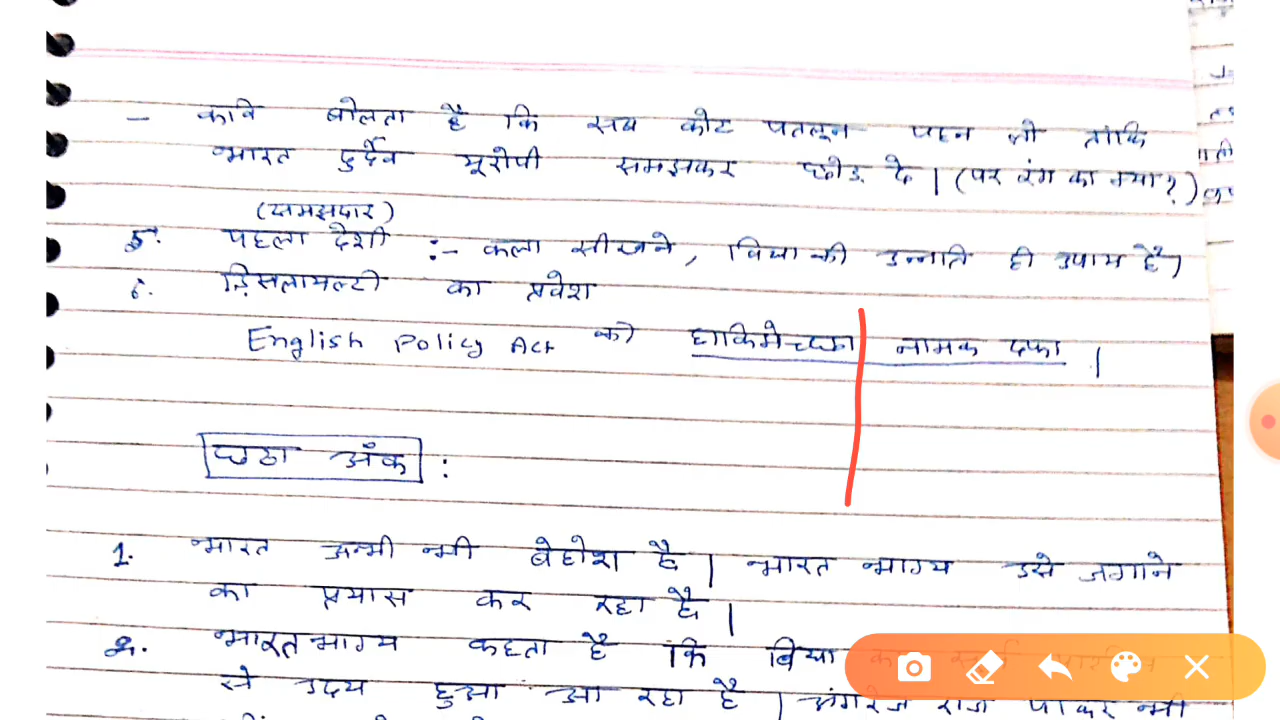 - कवि बोलता है कि सब कोट पतलून पहन लो ताकि
भारत दुर्दैव यूरोपी समझकर छोड़ दे। (पर रंग का क्या?)
(समझदार)
5. पहला देशी :- कला सीखने, विद्या की उन्नति ही उपाय है।
6. डिसलायल्टी का प्रवेश
English Policy Act को हाकिमेच्छा नामक दफा।
छठा अंक :
1. भारत अभी भी बेहोश है। भारत भाग्य उसे जगाने
का प्रयास कर रहा है।
2. भारतभाग्य कहता है कि विद्या का
से उदय हुआ आ रहा है। अंगरेज राज पाकर भी